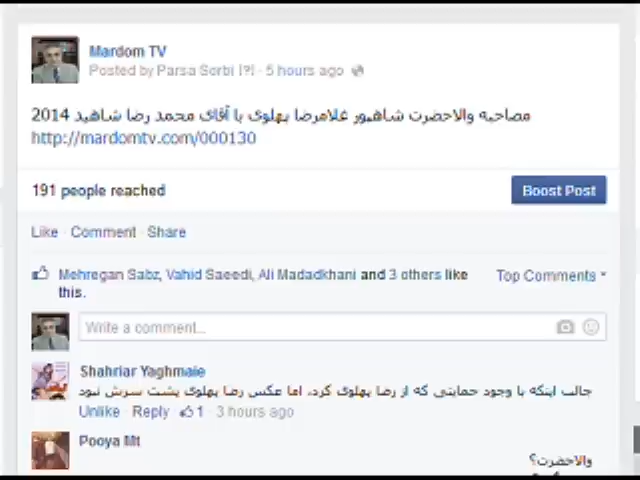 Mardom TV
Posted by Parsa Sorbi [?] · 5 hours ago
مصاحبه والاحضرت شاهپور غلامرضا پهلوی با آقای محمد رضا شاهید 2014
http://mardomtv.com/000130
191 people reached
Boost Post
Like · Comment · Share
Mehregan Sabz, Vahid Saeedi, Ali Madadkhani and 3 others like this.
Top Comments
Write a comment...
Shahriar Yaghmaie
جالب اینکه با وجود حمایتی که از رضا پهلوی کرد، اما عکس رضا پهلوی پشت سرش نبود
Unlike · Reply · 1 · 3 hours ago
Pooya Mt
والاحضرت؟